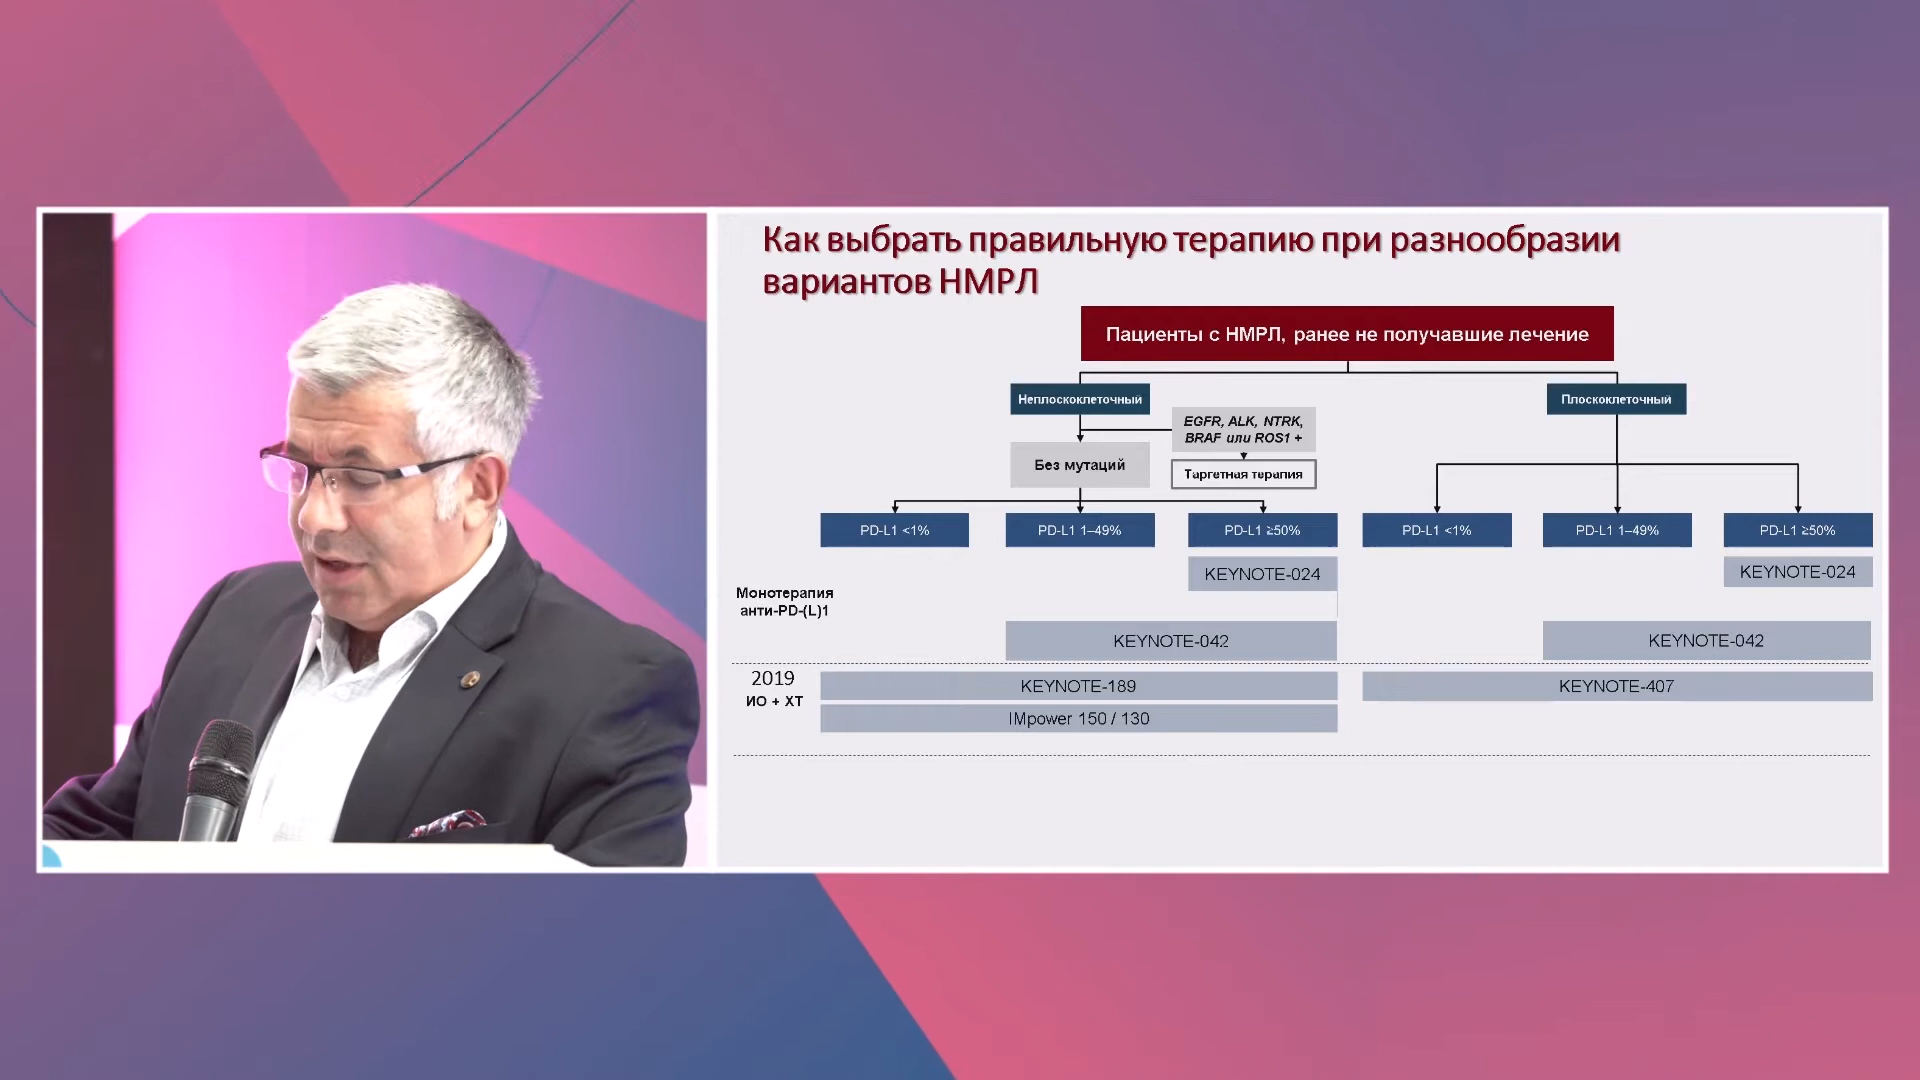 Как выбрать правильную терапию при разнообразии
вариантов НМРЛ
Пациенты с НМРЛ, ранее не получавшие лечение
Неплоскоклеточный
Плоскоклеточный
EGFR, ALK, NTRK,
BRAF или ROS1 +
Без мутаций
Таргетная терапия
PD-L1 <1%
PD-L1 1–49%
PD-L1 ≥50%
PD-L1 <1%
PD-L1 1–49%
PD-L1 ≥50%
KEYNOTE-024
KEYNOTE-024
Монотерапия
анти-PD-(L)1
KEYNOTE-042
KEYNOTE-042
2019
ИО + ХТ
KEYNOTE-189
KEYNOTE-407
IMpower 150 / 130